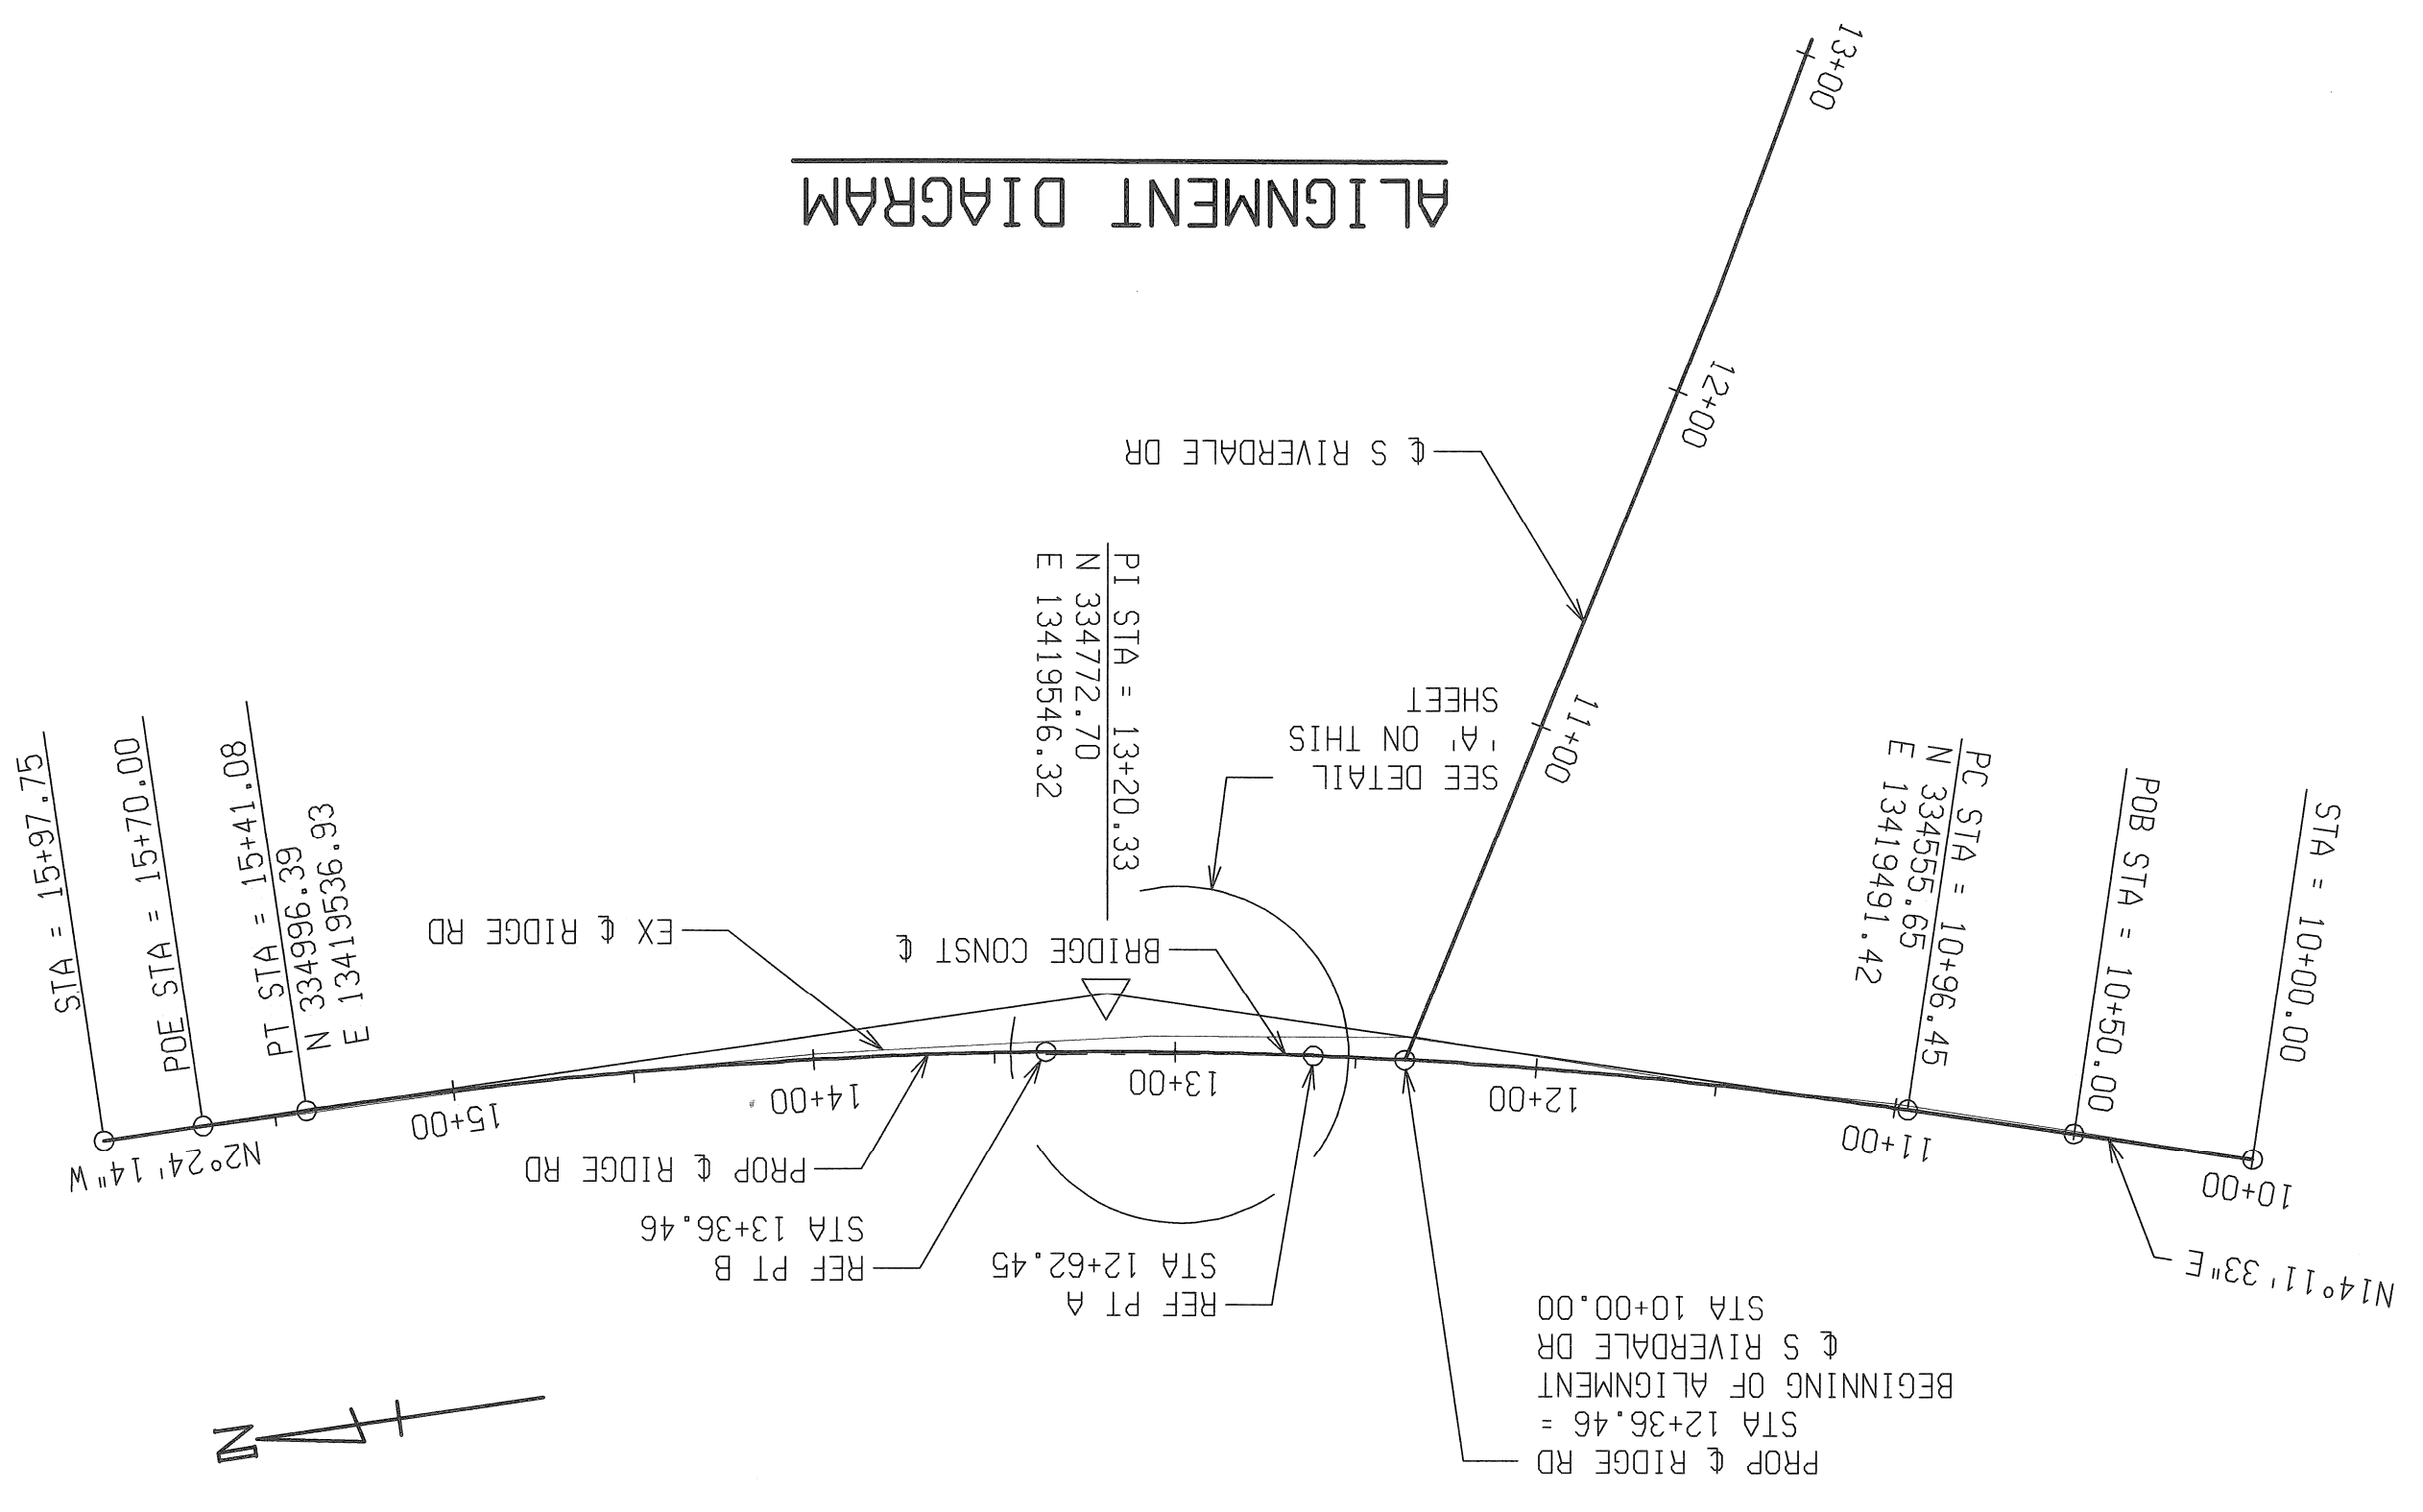 PROP ℄ RIDGE RD
STA 12+36.46 =
BEGINNING OF ALIGNMENT
℄ S RIVERDALE DR
STA 10+00.00
N
N14°11'33"E
REF PT A
STA 12+62.45
REF PT B
STA 13+36.46
PROP ℄ RIDGE RD
10+00
11+00
12+00
13+00
14+00
15+00
N2°24'14"W
STA = 10+00.00
POB STA = 10+50.00
PC STA = 10+96.45
N 334555.65
E 13419491.42
BRIDGE CONST ℄
EX ℄ RIDGE RD
PI STA = 13+20.33
N 334772.70
E 13419546.32
PT STA = 15+41.08
N 334996.39
E 13419536.93
POE STA = 15+70.00
STA = 15+97.75
SEE DETAIL
'A' ON THIS
SHEET
11+00
℄ S RIVERDALE DR
12+00
13+00
ALIGNMENT DIAGRAM